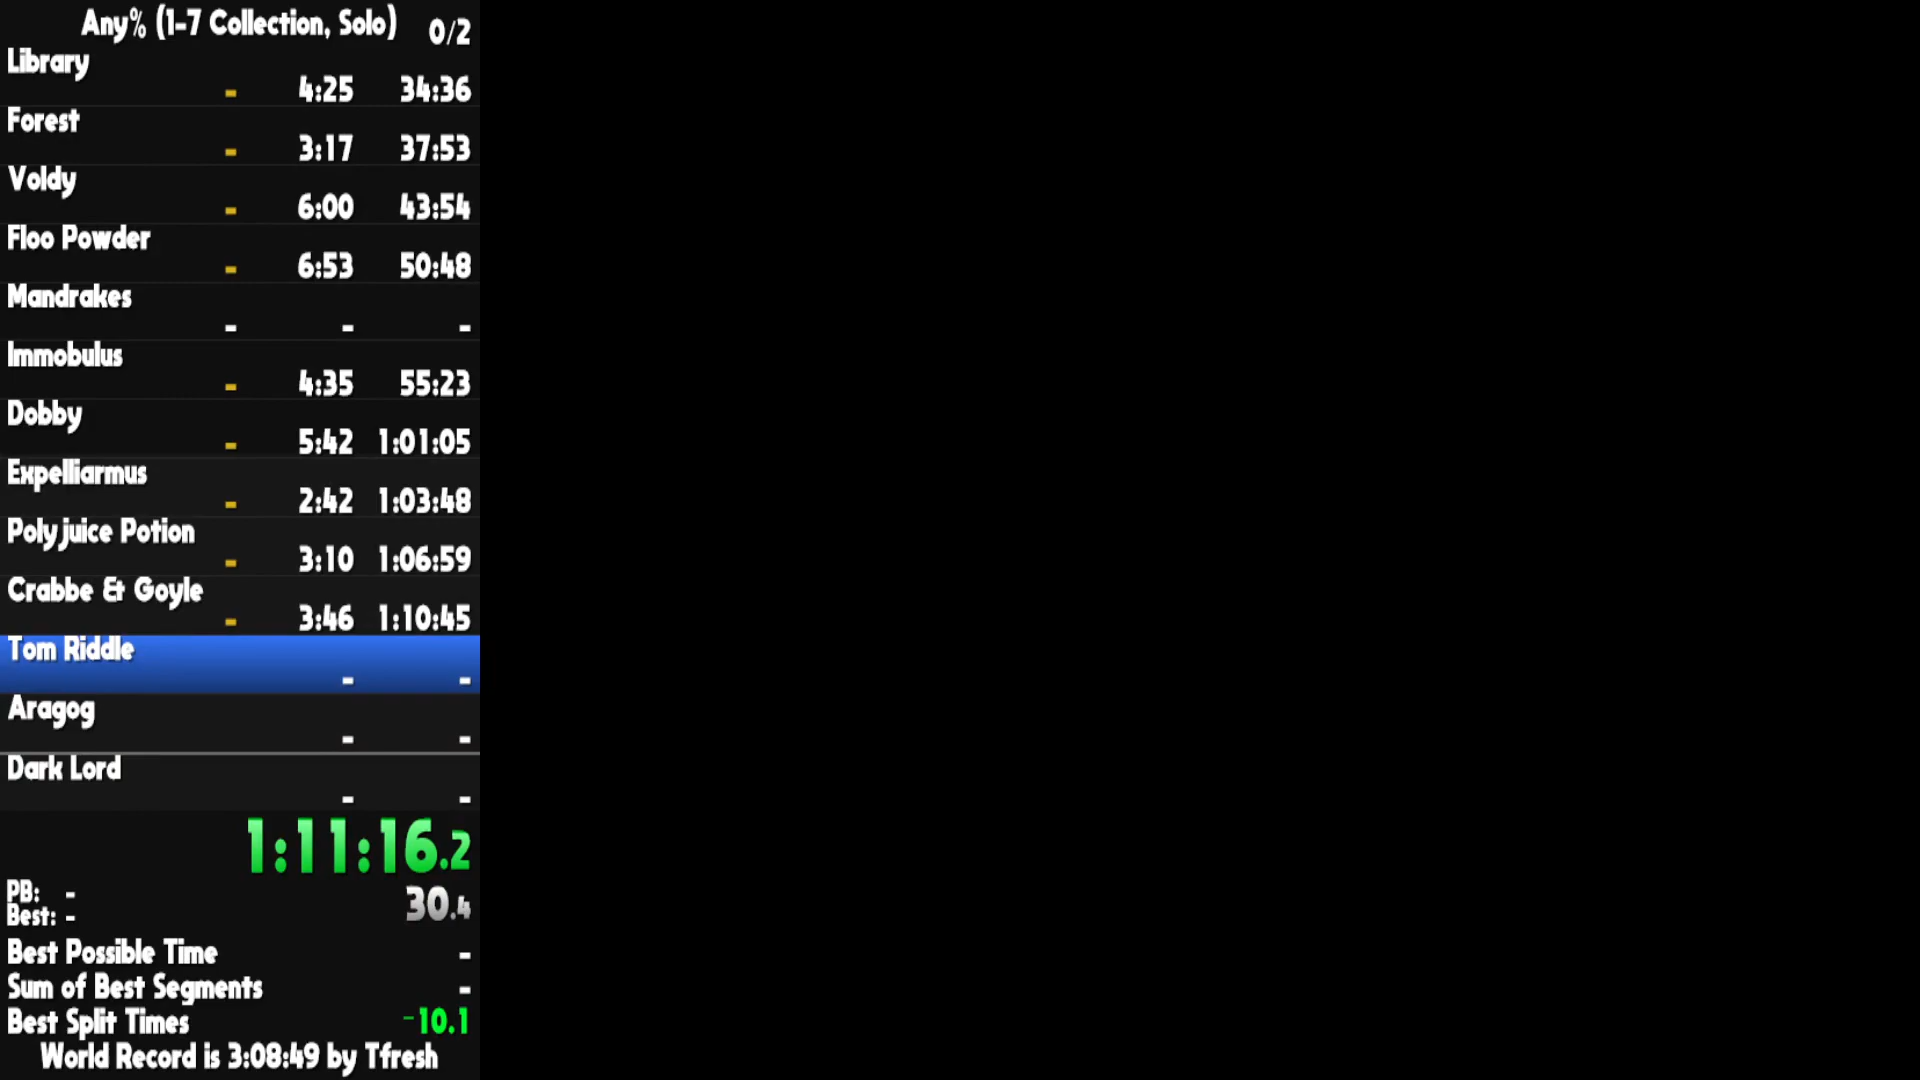 Any% (1-7 Collection, Solo) 0/2
Library
- 4:25 34:36
Forest
- 3:17 37:53
Voldy
- 6:00 43:54
Floo Powder
- 6:53 50:48
Mandrakes
- - -
Immobulus
- 4:35 55:23
Dobby
- 5:42 1:01:05
Expelliarmus
- 2:42 1:03:48
Polyjuice Potion
- 3:10 1:06:59
Crabbe & Goyle
- 3:46 1:10:45
Tom Riddle
- -
Aragog
- -
Dark Lord
- -
1:11:16.2
PB: - 30.4
Best: -
Best Possible Time -
Sum of Best Segments -
Best Split Times -10.1
World Record is 3:08:49 by Tfresh